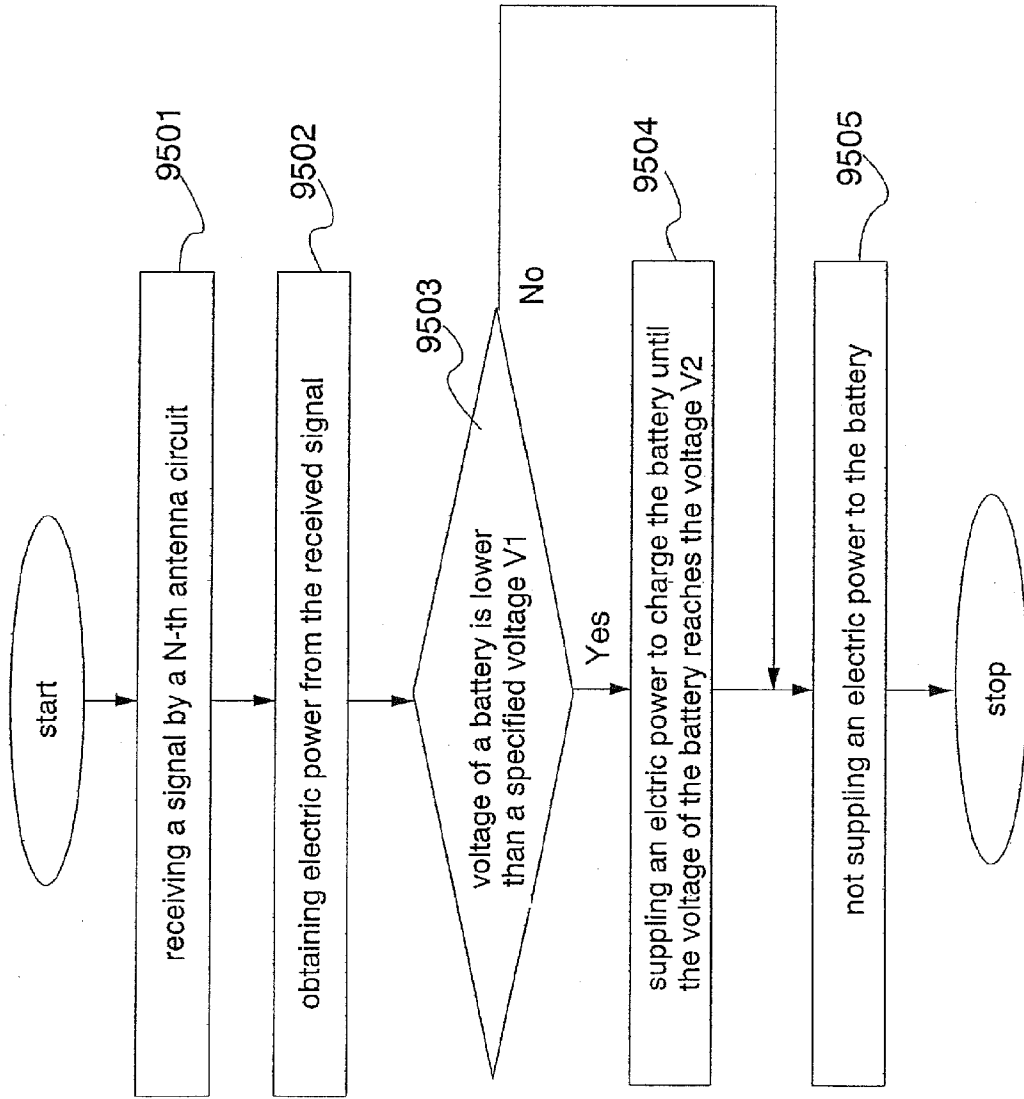 start
9501
receiving a signal by a N-th antenna circuit
9502
obtaining electric power from the received signal
9503
voltage of a battery is lower
than a specified voltage V1
No
Yes
9504
suppling an elctric power to charge the battery until
the voltage of the battery reaches the voltage V2
9505
not suppling an electric power to the battery
stop